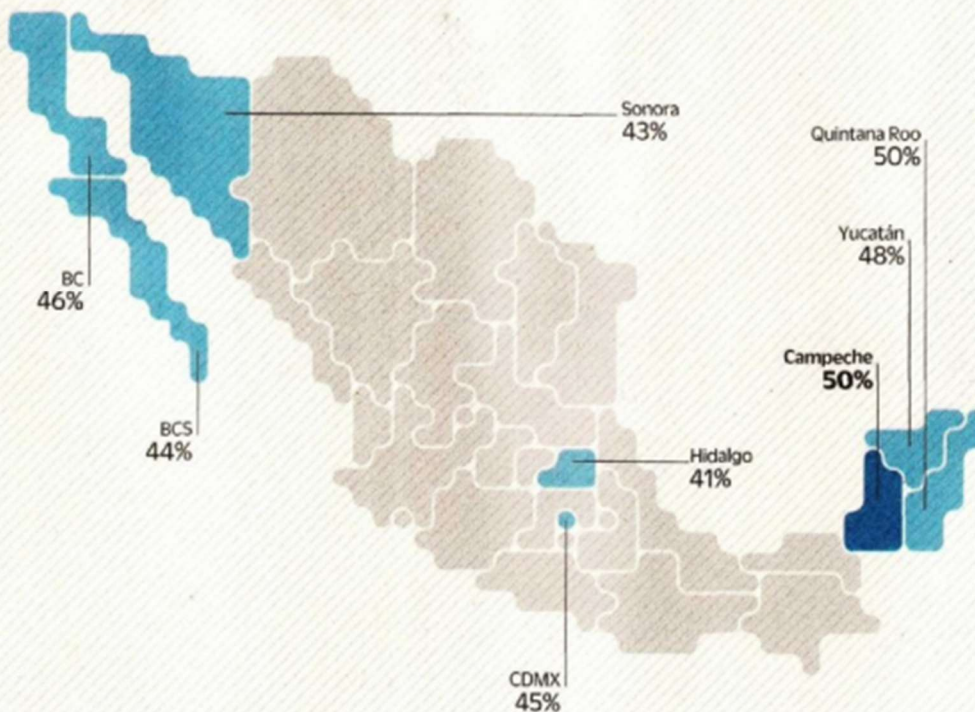 Sonora
43%
Quintana Roo
50%
Yucatán
48%
BC
46%
Campeche
50%
BCS
44%
Hidalgo
41%
CDMX
45%